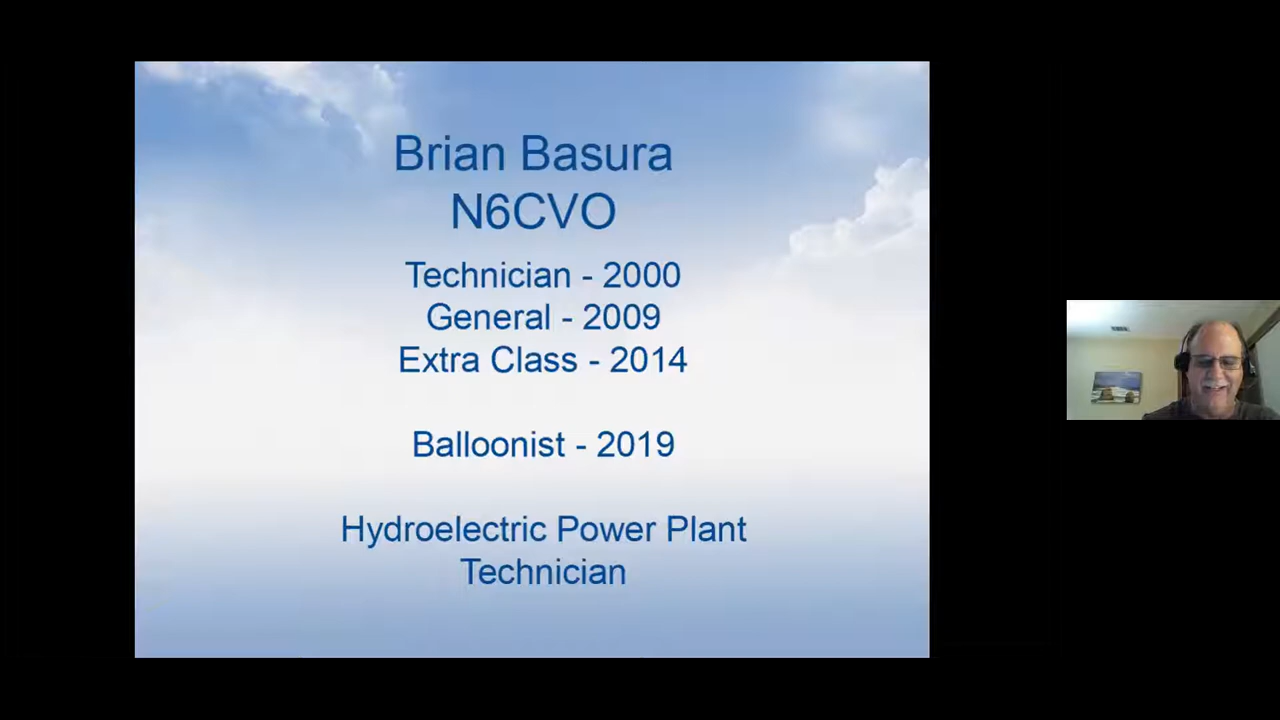 Brian Basura
N6CVO
Technician - 2000
General - 2009
Extra Class - 2014
Balloonist - 2019
Hydroelectric Power Plant
Technician